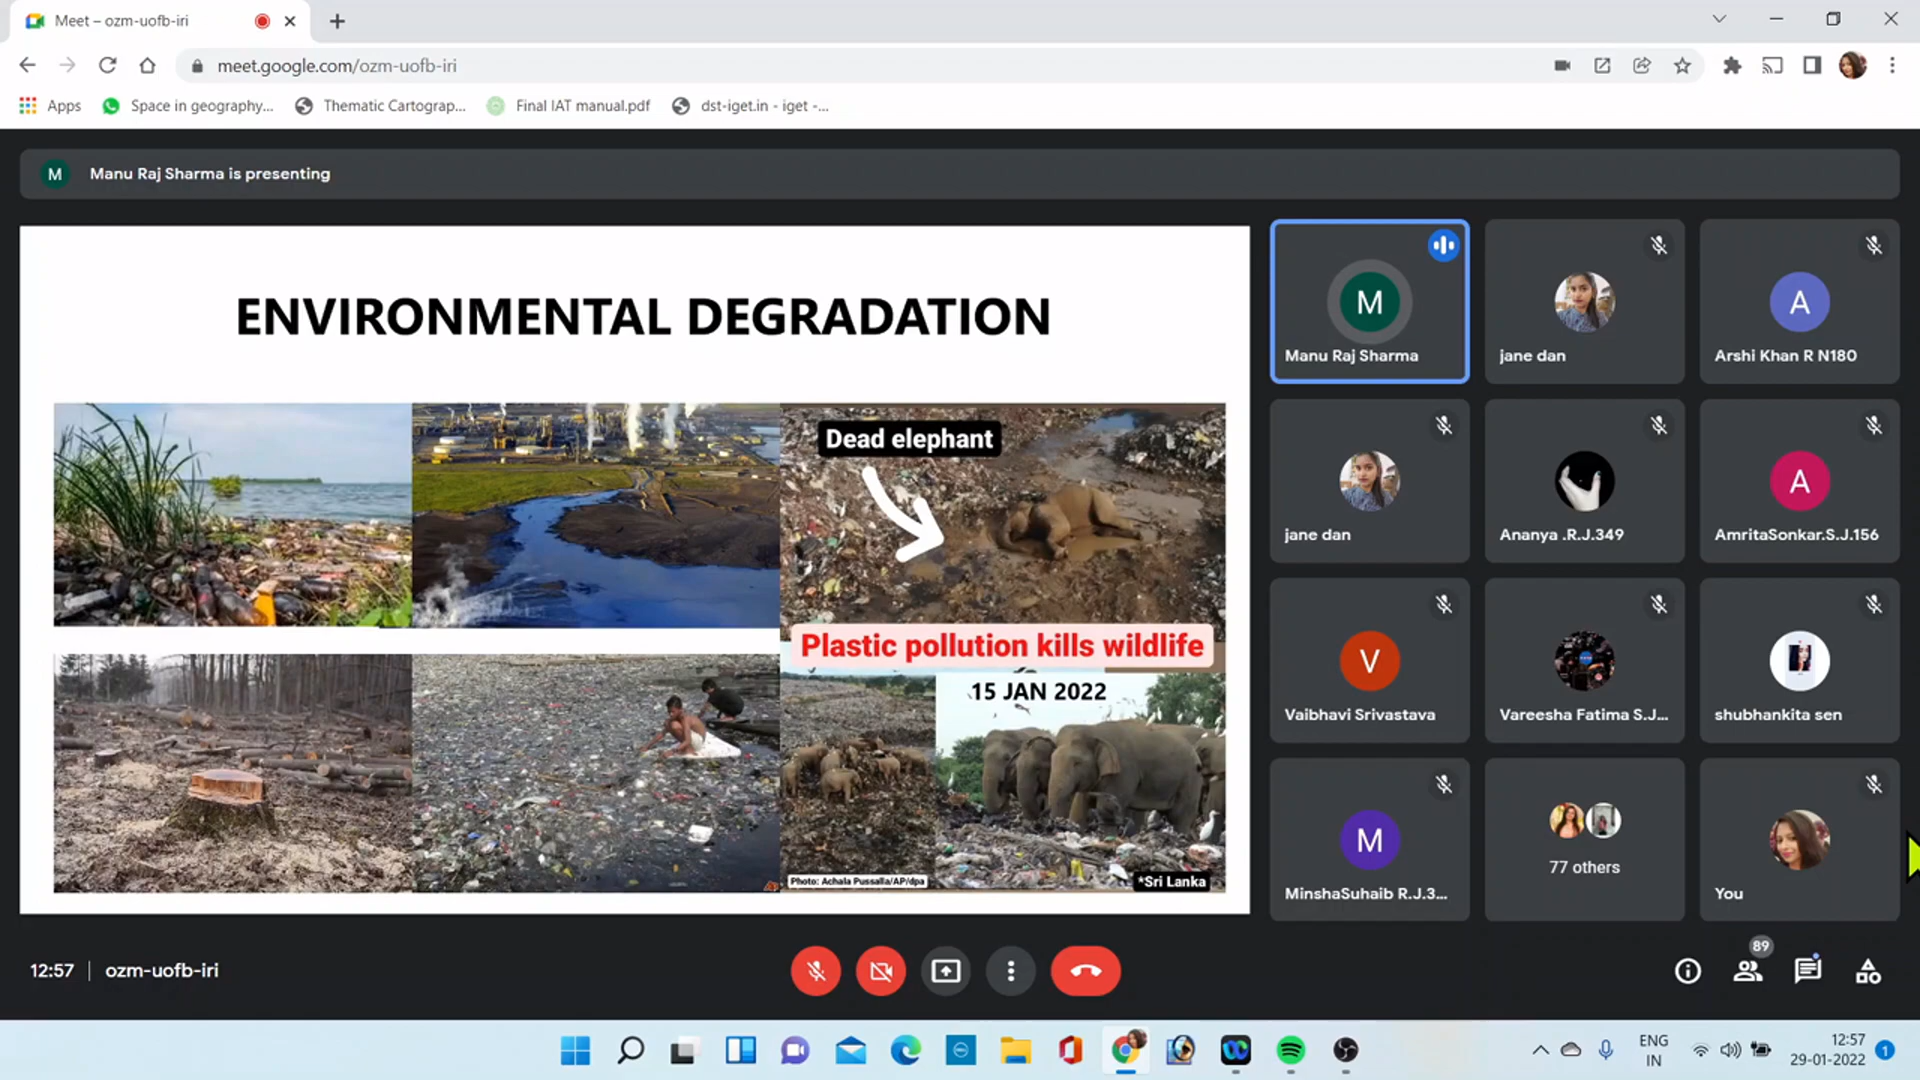 Meet – ozm-uofb-iri
meet.google.com/ozm-uofb-iri
Apps
Space in geography...
Thematic Cartograp...
Final IAT manual.pdf
dst-iget.in - iget -...
M
Manu Raj Sharma is presenting
ENVIRONMENTAL DEGRADATION
Dead elephant
Plastic pollution kills wildlife
15 JAN 2022
Photo: Achala Pussalla/AP/dpa
*Sri Lanka
M
Manu Raj Sharma
jane dan
A
Arshi Khan R N180
jane dan
Ananya .R.J.349
A
AmritaSonkar.S.J.156
V
Vaibhavi Srivastava
Vareesha Fatima S.J...
shubhankita sen
M
MinshaSuhaib R.J.3...
77 others
You
12:57
ozm-uofb-iri
89
ENG
IN
12:57
29-01-2022
1